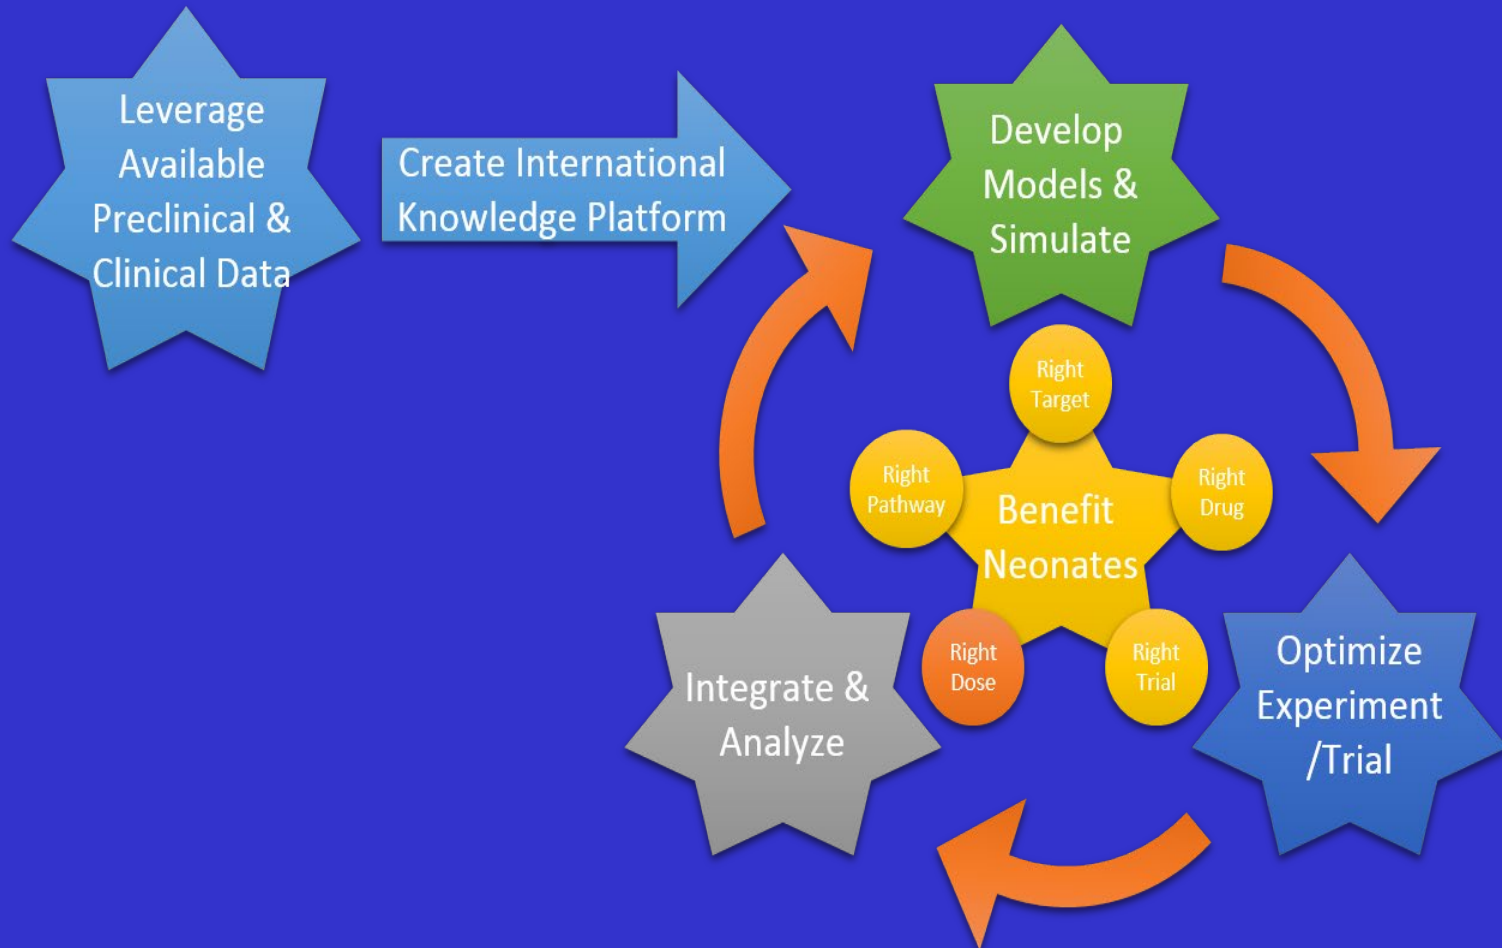 Leverage
Available
Preclinical &
Clinical Data
Create International
Knowledge Platform
Develop
Models &
Simulate
Right
Target
Right
Pathway
Right
Drug
Benefit
Neonates
Right
Dose
Right
Trial
Integrate &
Analyze
Optimize
Experiment
/Trial